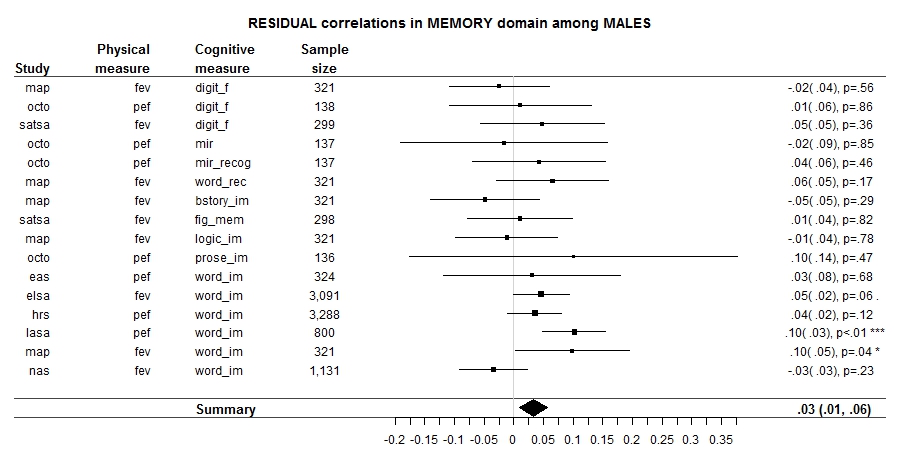 RESIDUAL correlations in MEMORY domain among MALES
Physical Cognitive Sample
Study measure measure size
map fev digit_f 321 -.02( .04), p=.56
octo pef digit_f 138 .01( .06), p=.86
satsa fev digit_f 299 .05( .05), p=.36
octo pef mir 137 -.02( .09), p=.85
octo pef mir_recog 137 .04( .06), p=.46
map fev word_rec 321 .06( .05), p=.17
map fev bstory_im 321 -.05( .05), p=.29
satsa fev fig_mem 298 .01( .04), p=.82
map fev logic_im 321 -.01( .04), p=.78
octo pef prose_im 136 .10( .14), p=.47
eas pef word_im 324 .03( .08), p=.68
elsa fev word_im 3,091 .05( .02), p=.06 .
hrs pef word_im 3,288 .04( .02), p=.12
lasa pef word_im 800 .10( .03), p<.01 ***
map fev word_im 321 .10( .05), p=.04 *
nas fev word_im 1,131 -.03( .03), p=.23
Summary .03 (.01, .06)
-0.2 -0.15 -0.1 -0.05 0 0.05 0.1 0.15 0.2 0.25 0.3 0.35